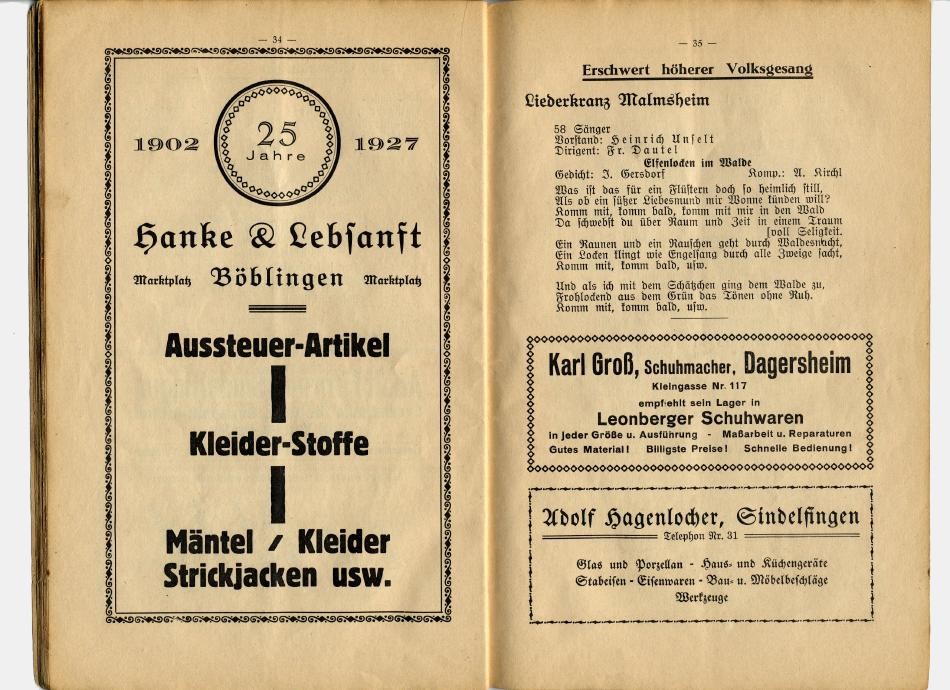 — 34 —
1902 25 1927
Jahre
Hanke & Lebsanft
Marktplatz Böblingen Marktplatz
Aussteuer-Artikel
Kleider-Stoffe
Mäntel / Kleider
Strickjacken usw.
— 35 —
Erschwert höherer Volksgesang
Liederkranz Malmsheim
58 Sänger
Vorstand: Heinrich Unselt
Dirigent: Fr. Dautel
Elfenlocken im Walde
Gedicht: J. Gersdorf Komp.: A. Kirchl
Was ist das für ein Flüstern doch so heimlich still,
Als ob ein süßer Liebesmund mir Wonne künden will?
Komm mit, komm bald, komm mit mir in den Wald
Da schwebst du über Raum und Zeit in einem Traum
[voll Seligkeit.
Ein Raunen und ein Rauschen geht durch Waldesnacht,
Ein Locken klingt wie Engelsang durch alle Zweige sacht,
Komm mit, komm bald, usw.
Und als ich mit dem Schätzchen ging dem Walde zu,
Frohlockend aus dem Grün das Tönen ohne Ruh.
Komm mit, komm bald, usw.
Karl Groß, Schuhmacher, Dagersheim
Kleingasse Nr. 117
empfiehlt sein Lager in
Leonberger Schuhwaren
in jeder Größe u. Ausführung - Maßarbeit u. Reparaturen
Gutes Material! Billigste Preise! Schnelle Bedienung!
Adolf Hagenlocher, Sindelfingen
Telephon Nr. 31
Glas und Porzellan - Haus- und Küchengeräte
Stabeisen - Eisenwaren - Bau- u. Möbelbeschläge
Werkzeuge